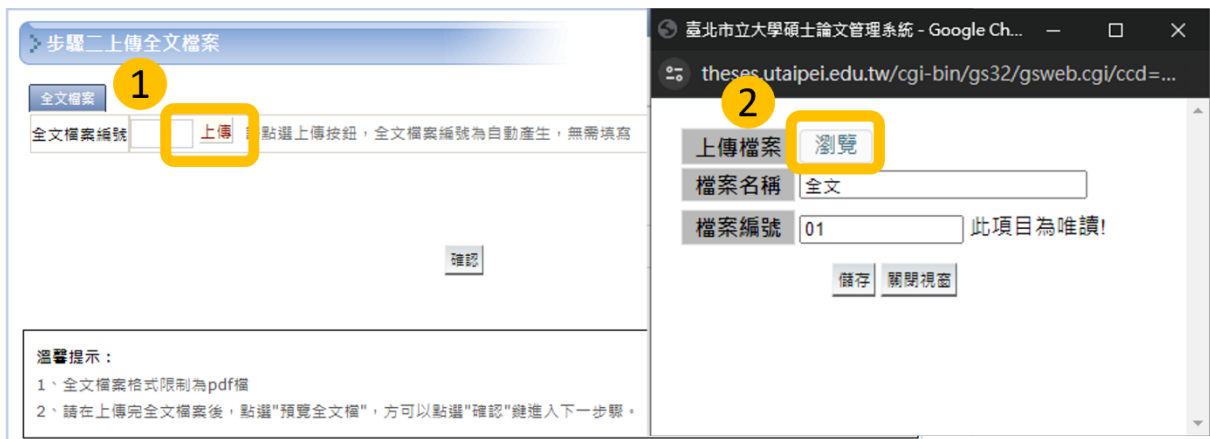 步驟二上傳全文檔案
1
全文檔案
全文檔案編號 上傳 點選上傳按鈕，全文檔案編號為自動產生，無需填寫
確認
溫馨提示：
1、全文檔案格式限制為pdf檔
2、請在上傳完全文檔案後，點選"預覽全文檔"，方可以點選"確認"鍵進入下一步驟。
臺北市立大學碩士論文管理系統 - Google Ch...
theses.utaipei.edu.tw/cgi-bin/gs32/gsweb.cgi/ccd=...
2
上傳檔案 瀏覽
檔案名稱 全文
檔案編號 01 此項目為唯讀!
儲存 關閉視窗